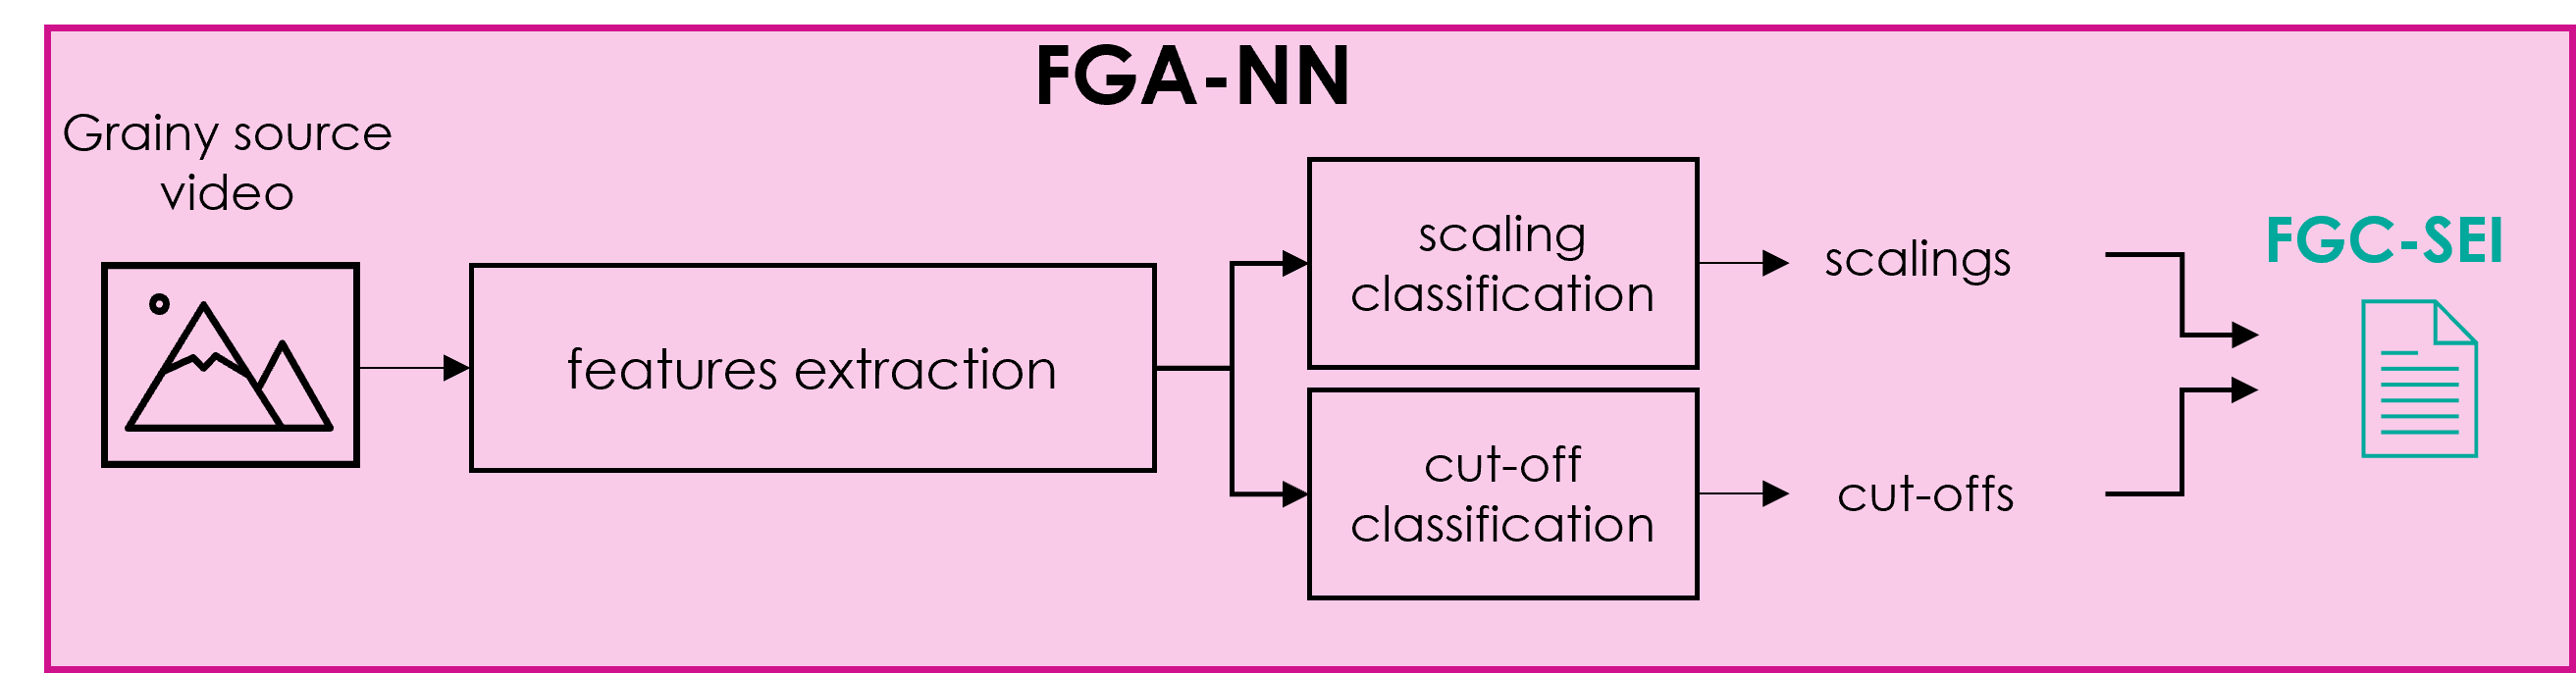 FGA-NN
Grainy source
video
features extraction
scaling
classification
scalings
cut-off
classification
cut-offs
FGC-SEI